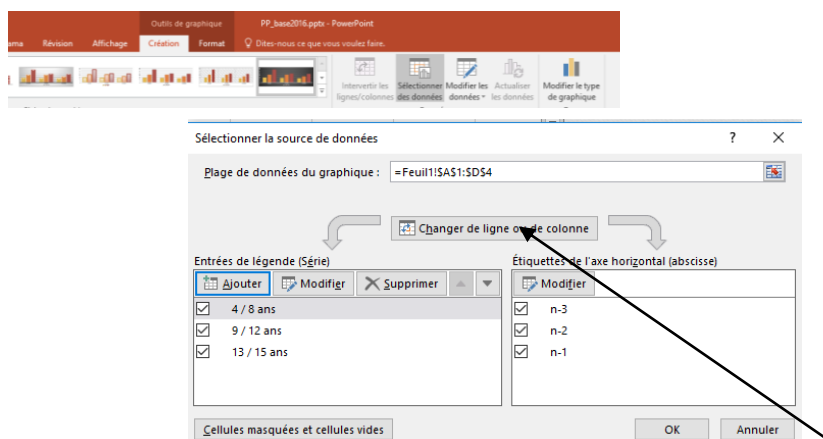 Outils de graphique PP_base2016.pptx - PowerPoint
Révision Affichage Création Format Dites-nous ce que vous voulez faire.
Intervertir les Sélectionner Modifier les Actualiser Modifier le type
lignes/colonnes des données données les données de graphique
Sélectionner la source de données ? ×
Plage de données du graphique : =Feuil1!$A$1:$D$4
Changer de ligne ou de colonne
Entrées de légende (Série) Étiquettes de l'axe horizontal (abscisse)
Ajouter Modifier Supprimer Modifier
4 / 8 ans n-3
9 / 12 ans n-2
13 / 15 ans n-1
Cellules masquées et cellules vides OK Annuler